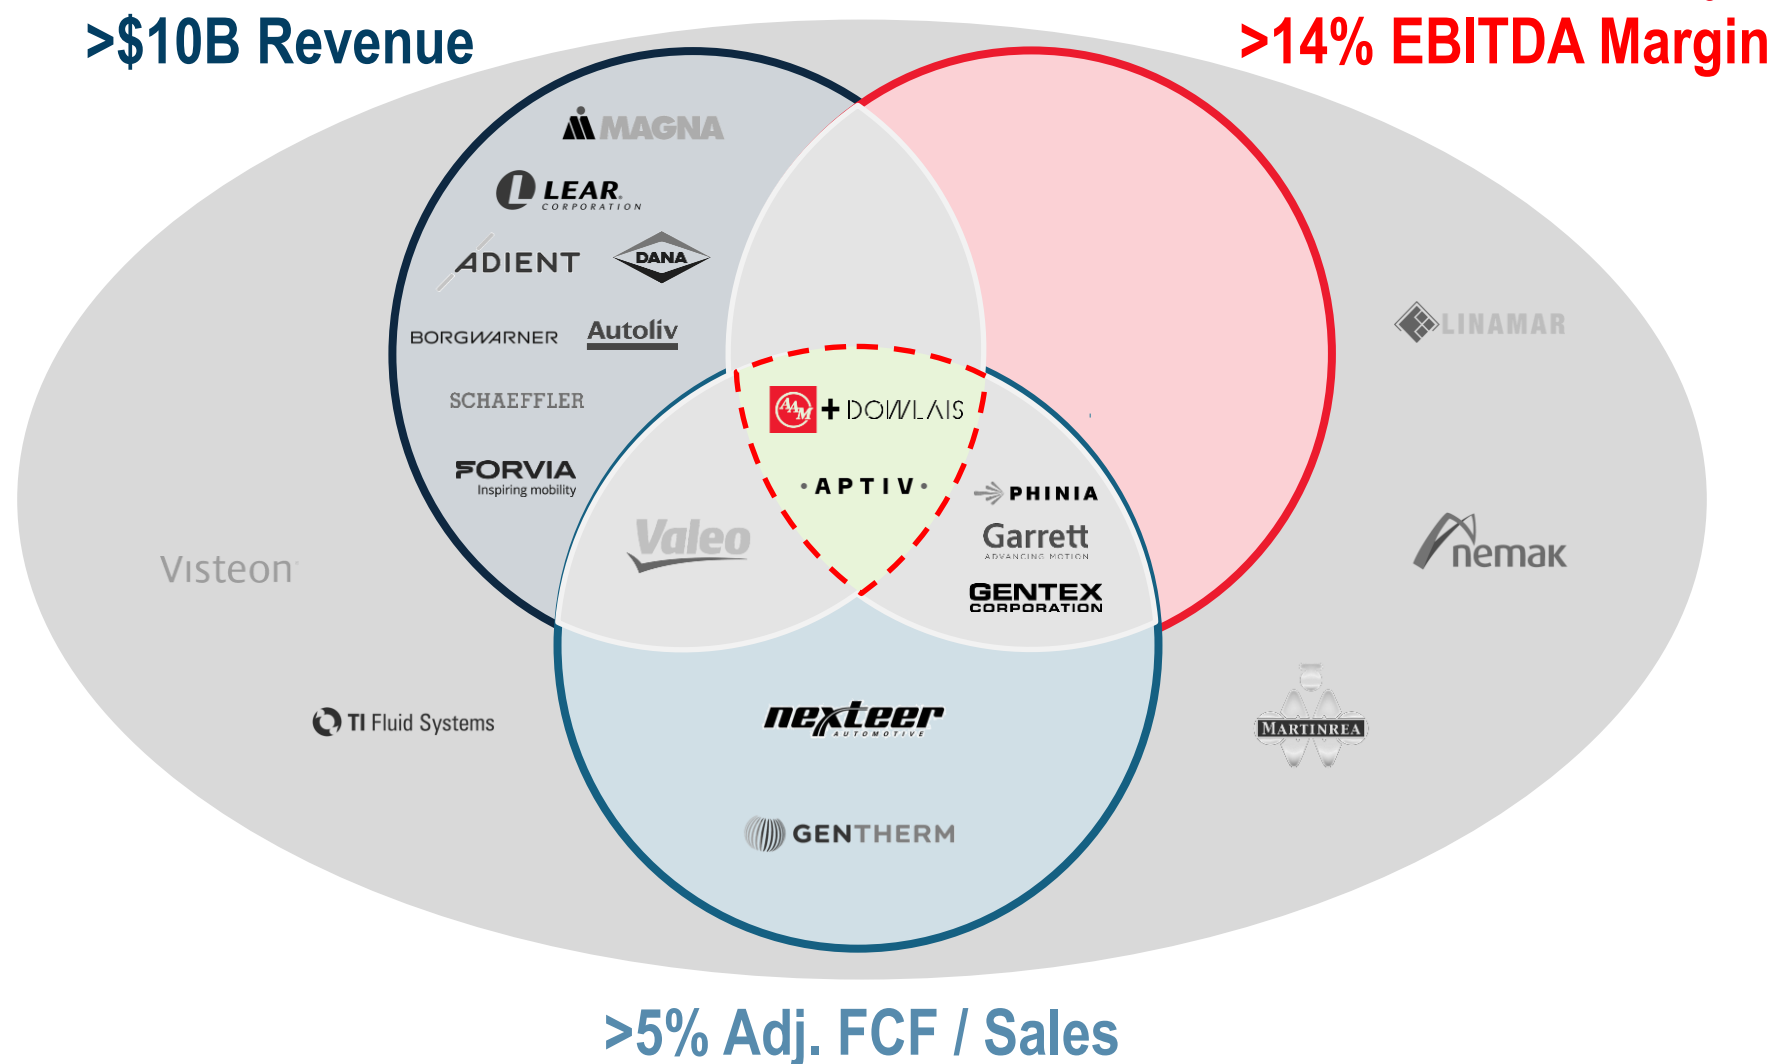 >$10B Revenue
>14% EBITDA Margin
MAGNA
LEAR.
CORPORATION
ADIENT
DANA
BORGWARNER
Autoliv
SCHAEFFLER
FORVIA
Inspiring mobility
AAM + DOWLAIS
· APTIV ·
PHINIA
Garrett
ADVANCING MOTION
GENTEX
CORPORATION
Valeo
LINAMAR
nemak
Visteon
TI Fluid Systems
nexteer
AUTOMOTIVE
MARTINREA
GENTHERM
>5% Adj. FCF / Sales